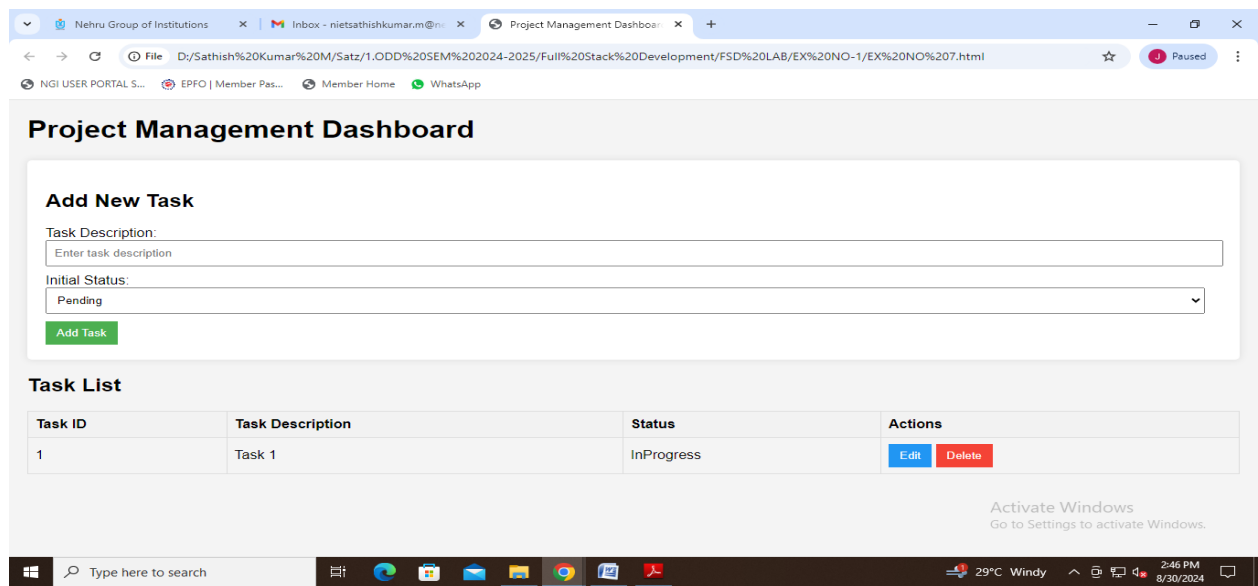 Nehru Group of Institutions
Inbox - nietsathishkumar.m@ne
Project Management Dashboard
File D:/Sathish%20Kumar%20M/Satz/1.ODD%20SEM%202024-2025/Full%20Stack%20Development/FSD%20LAB/EX%20NO-1/EX%20NO%207.html
J Paused
NGI USER PORTAL S... EPFO | Member Pas... Member Home WhatsApp
Project Management Dashboard
Add New Task
Task Description:
Enter task description
Initial Status:
Pending
Add Task
Task List
Task ID Task Description Status Actions
1 Task 1 InProgress Edit Delete
Activate Windows
Go to Settings to activate Windows.
Type here to search
29°C Windy
2:46 PM
8/30/2024